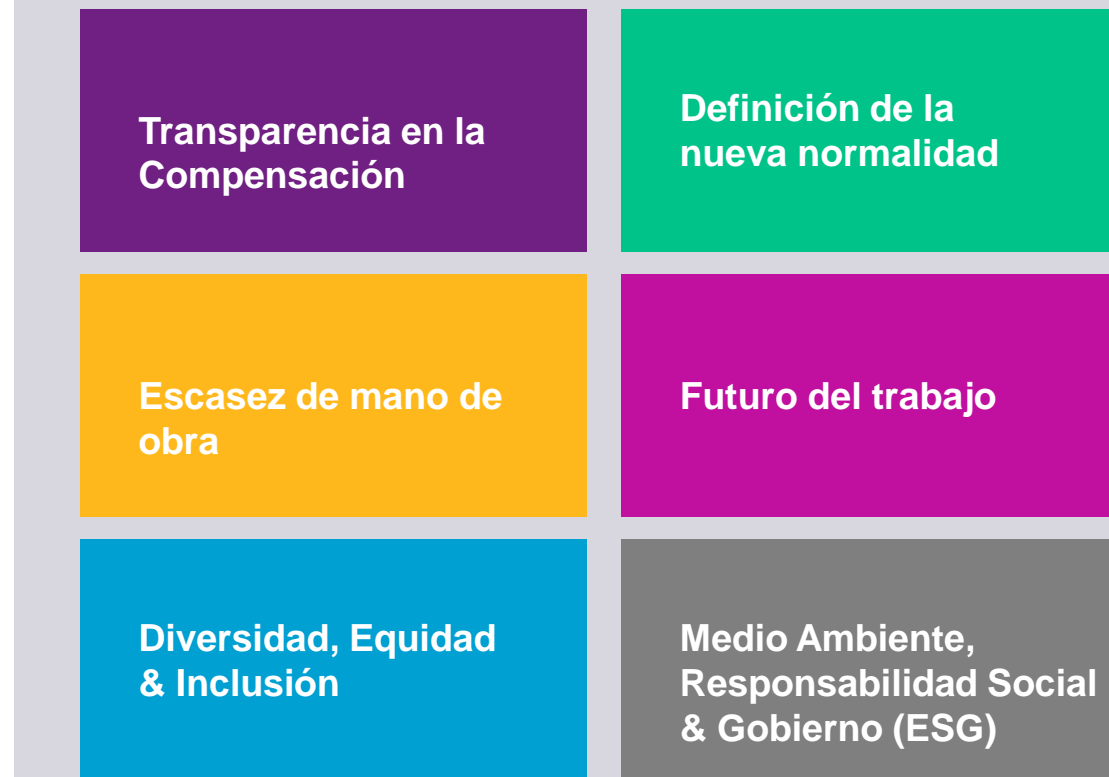 Transparencia en la
Compensación
Definición de la
nueva normalidad
Escasez de mano de
obra
Futuro del trabajo
Diversidad, Equidad
& Inclusión
Medio Ambiente,
Responsabilidad Social
& Gobierno (ESG)